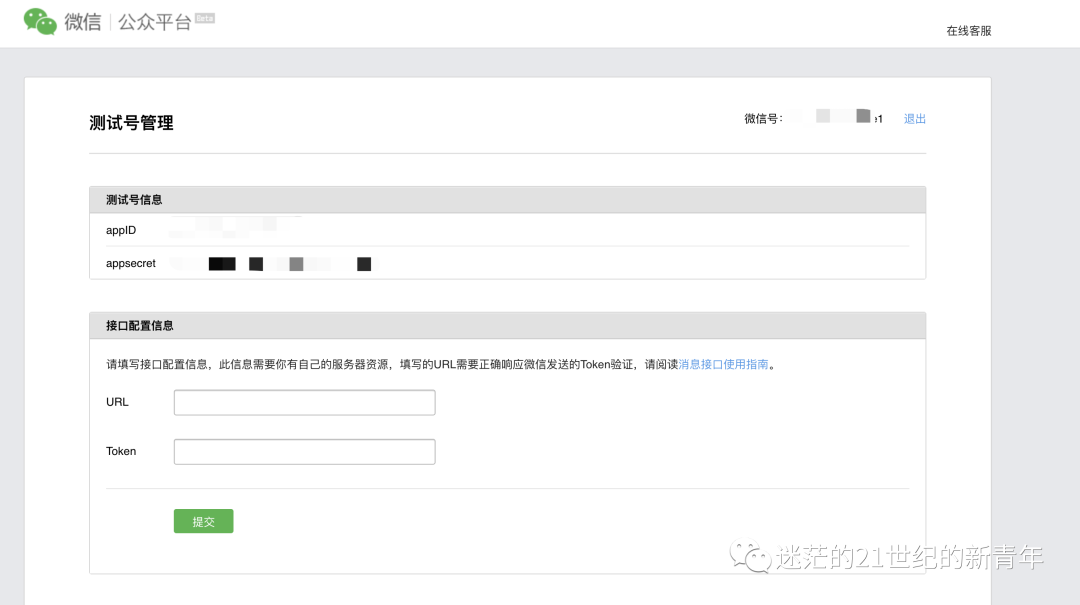 微信 | 公众平台 Beta
在线客服
测试号管理
微信号: e1 退出
测试号信息
appID
appsecret
接口配置信息
请填写接口配置信息，此信息需要你有自己的服务器资源，填写的URL需要正确响应微信发送的Token验证，请阅读消息接口使用指南。
URL
Token
提交
迷茫的21世纪的新青年